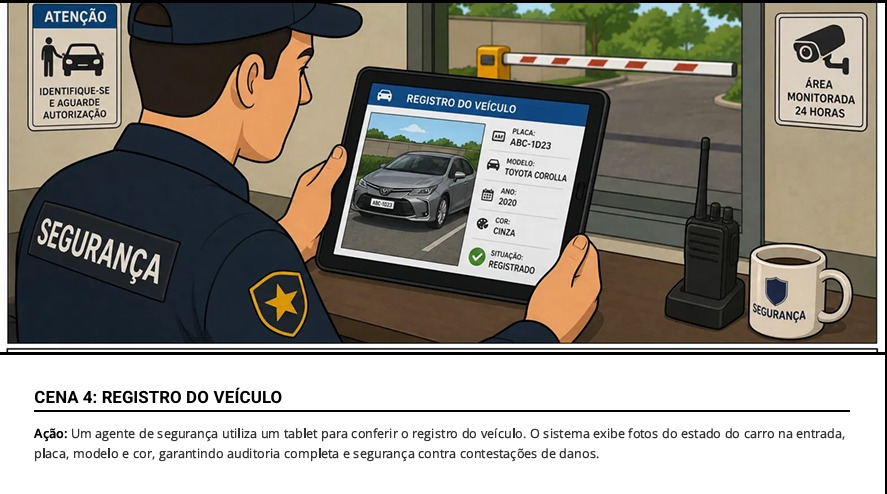 ATENÇÃO
IDENTIFIQUE-SE
E AGUARDE
AUTORIZAÇÃO
SEGURANÇA
REGISTRO DO VEÍCULO
ABC-1D23
A&F
PLACA:
ABC-1D23
MODELO:
TOYOTA COROLLA
ANO:
2020
COR:
CINZA
SITUAÇÃO:
REGISTRADO
ÁREA
MONITORADA
24 HORAS
SEGURANÇA
CENA 4: REGISTRO DO VEÍCULO
Ação: Um agente de segurança utiliza um tablet para conferir o registro do veículo. O sistema exibe fotos do estado do carro na entrada,
placa, modelo e cor, garantindo auditoria completa e segurança contra contestações de danos.